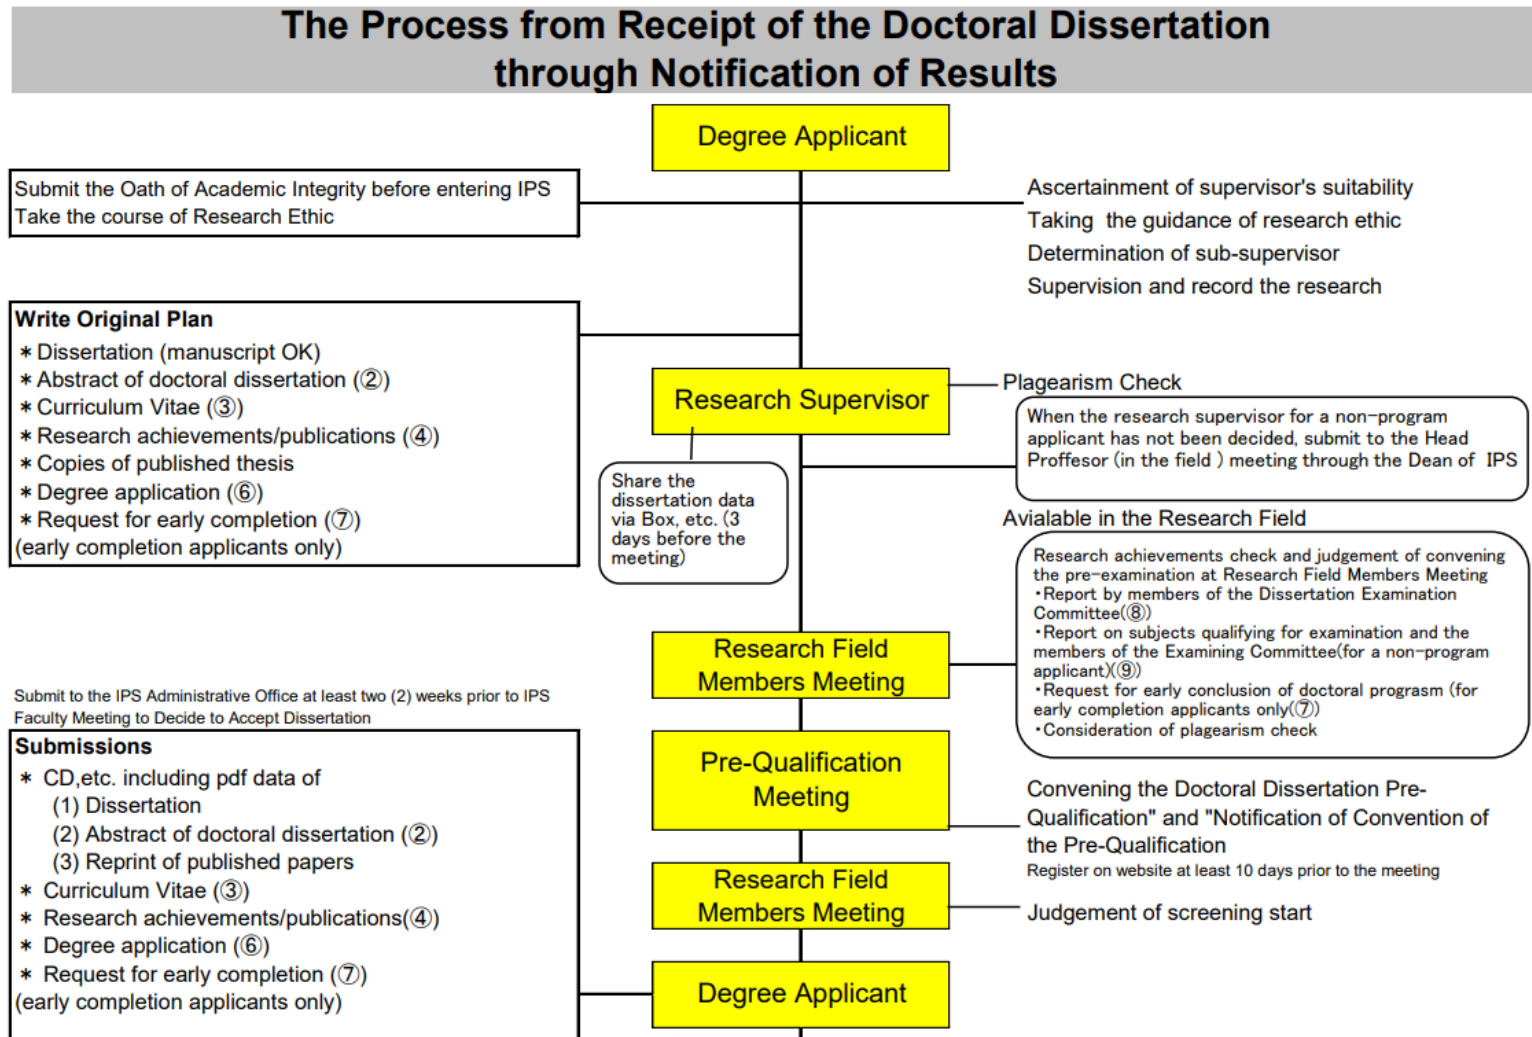 The Process from Receipt of the Doctoral Dissertation
through Notification of Results
Degree Applicant
Submit the Oath of Academic Integrity before entering IPS
Take the course of Research Ethic
Ascertainment of supervisor's suitability
Taking the guidance of research ethic
Determination of sub-supervisor
Supervision and record the research
Write Original Plan
* Dissertation (manuscript OK)
* Abstract of doctoral dissertation (②)
* Curriculum Vitae (③)
* Research achievements/publications (④)
* Copies of published thesis
* Degree application (⑥)
* Request for early completion (⑦)
(early completion applicants only)
Research Supervisor
Plagearism Check
When the research supervisor for a non-program
applicant has not been decided, submit to the Head
Proffesor (in the field ) meeting through the Dean of IPS
Share the
dissertation data
via Box, etc. (3
days before the
meeting)
Avialable in the Research Field
Research achievements check and judgement of convening
the pre-examination at Research Field Members Meeting
・Report by members of the Dissertation Examination
Committee(⑧)
・Report on subjects qualifying for examination and the
members of the Examining Committee(for a non-program
applicant)(⑨)
・Request for early conclusion of doctoral prograsm (for
early completion applicants only(⑦)
・Consideration of plagearism check
Research Field
Members Meeting
Submit to the IPS Administrative Office at least two (2) weeks prior to IPS
Faculty Meeting to Decide to Accept Dissertation
Submissions
* CD,etc. including pdf data of
(1) Dissertation
(2) Abstract of doctoral dissertation (②)
(3) Reprint of published papers
* Curriculum Vitae (③)
* Research achievements/publications(④)
* Degree application (⑥)
* Request for early completion (⑦)
(early completion applicants only)
Pre-Qualification
Meeting
Convening the Doctoral Dissertation Pre-
Qualification" and "Notification of Convention of
the Pre-Qualification
Register on website at least 10 days prior to the meeting
Research Field
Members Meeting
Judgement of screening start
Degree Applicant